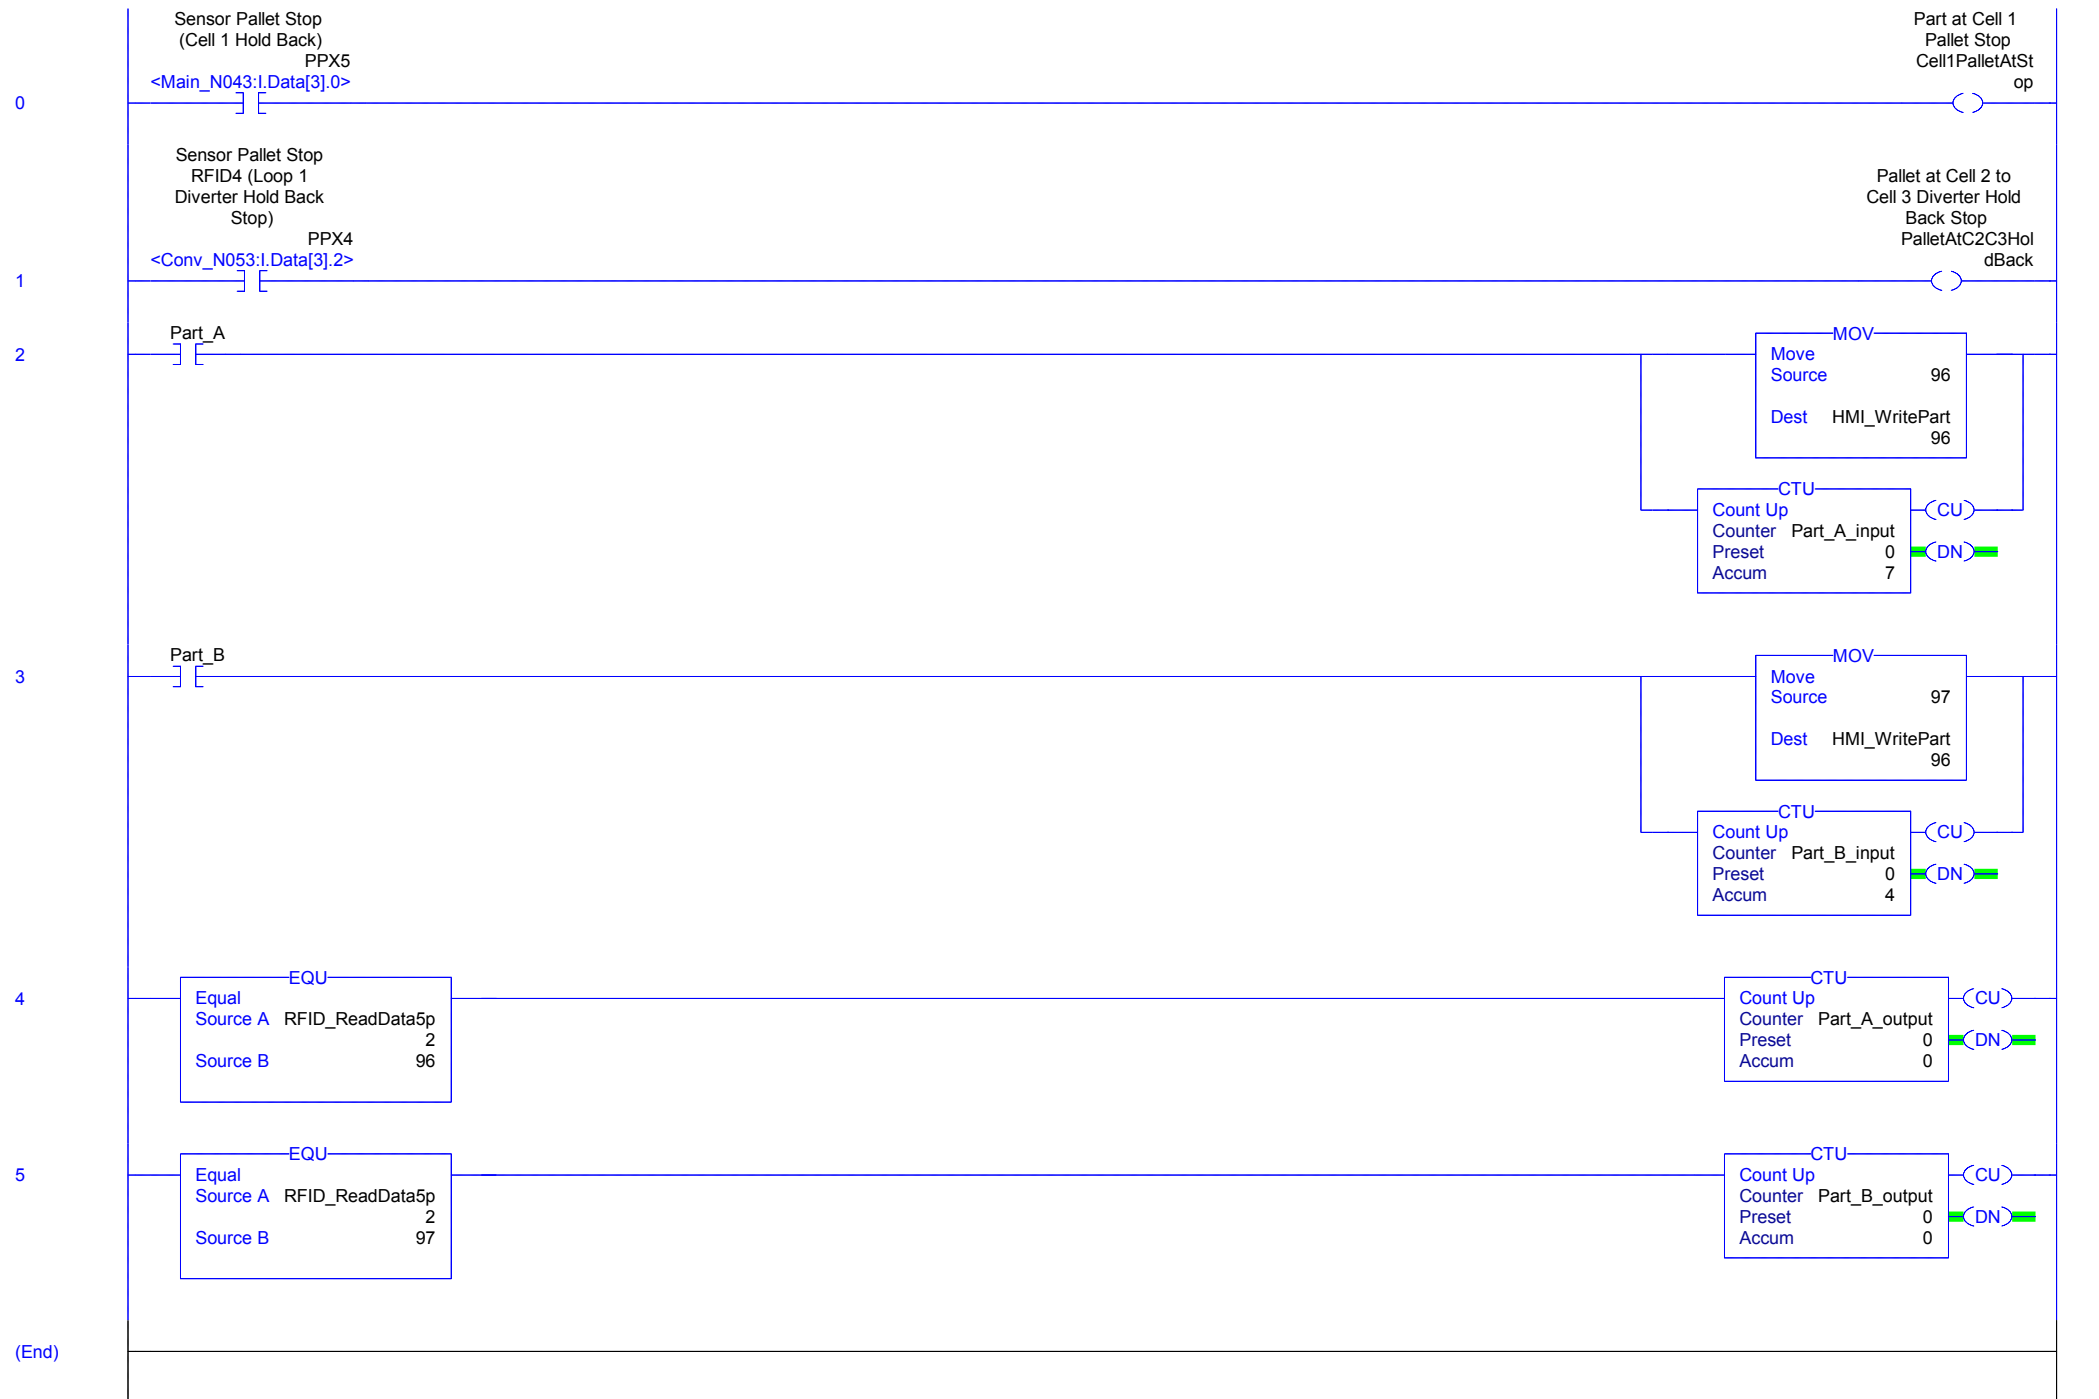 Sensor Pallet Stop
(Cell 1 Hold Back)
PPX5
<Main_N043:I.Data[3].0>
Part at Cell 1
Pallet Stop
Cell1PalletAtSt
op
0
Sensor Pallet Stop
RFID4 (Loop 1
Diverter Hold Back
Stop)
PPX4
<Conv_N053:I.Data[3].2>
Pallet at Cell 2 to
Cell 3 Diverter Hold
Back Stop
PalletAtC2C3Hol
dBack
1
Part_A
2
MOV
Move
Source 96
Dest HMI_WritePart
96
CTU
Count Up
Counter Part_A_input
Preset 0
Accum 7
CU
DN
Part_B
3
MOV
Move
Source 97
Dest HMI_WritePart
96
CTU
Count Up
Counter Part_B_input
Preset 0
Accum 4
CU
DN
4
EQU
Equal
Source A RFID_ReadData5p
2
Source B 96
CTU
Count Up
Counter Part_A_output
Preset 0
Accum 0
CU
DN
5
EQU
Equal
Source A RFID_ReadData5p
2
Source B 97
CTU
Count Up
Counter Part_B_output
Preset 0
Accum 0
CU
DN
(End)